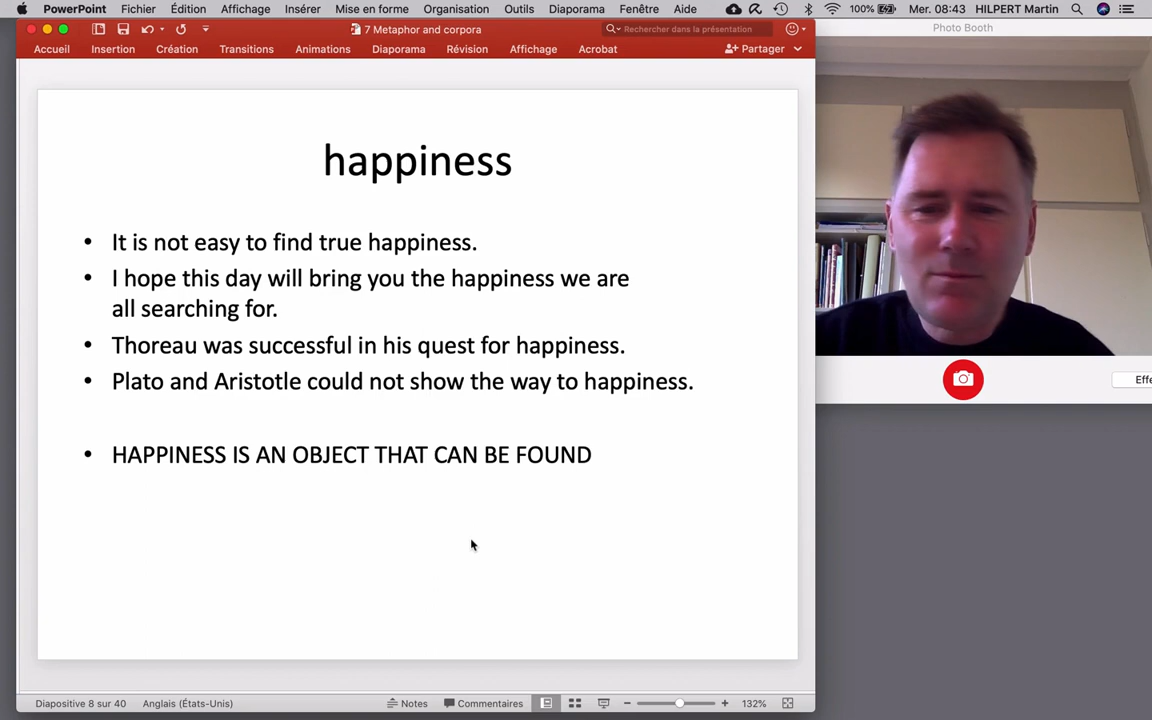 PowerPoint Fichier Édition Affichage Insérer Mise en forme Organisation Outils Diaporama Fenêtre Aide 100% Mer. 08:43 HILPERT Martin
7 Metaphor and corpora
Rechercher dans la présentation
Photo Booth
Accueil Insertion Création Transitions Animations Diaporama Révision Affichage Acrobat Partager
happiness
• It is not easy to find true happiness.
• I hope this day will bring you the happiness we are
all searching for.
• Thoreau was successful in his quest for happiness.
• Plato and Aristotle could not show the way to happiness.
• HAPPINESS IS AN OBJECT THAT CAN BE FOUND
Effe
Diapositive 8 sur 40 Anglais (États-Unis) Notes Commentaires 132%